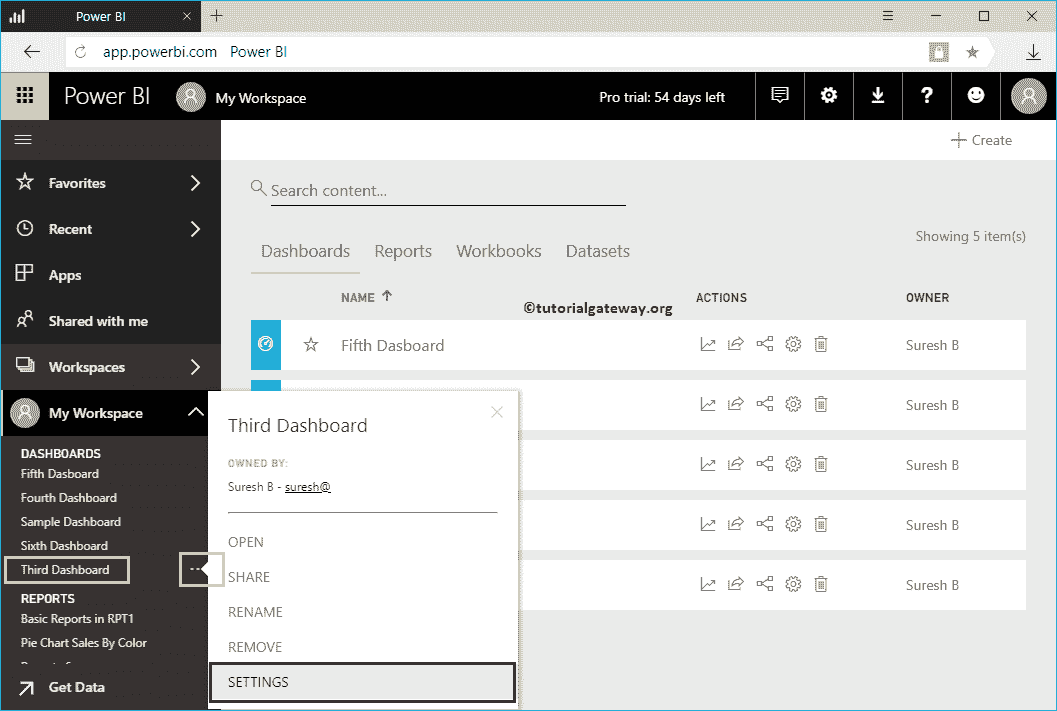 Power BI
app.powerbi.com Power BI
Power BI My Workspace Pro trial: 54 days left
Create
Favorites
Recent
Apps
Shared with me
Workspaces
My Workspace
DASHBOARDS
Fifth Dasboard
Fourth Dashboard
Sample Dashboard
Sixth Dashboard
Third Dashboard
REPORTS
Basic Reports in RPT1
Pie Chart Sales By Color
Get Data
Search content...
Dashboards Reports Workbooks Datasets
Showing 5 item(s)
NAME ACTIONS OWNER
©tutorialgateway.org
Fifth Dasboard Suresh B
Suresh B
Suresh B
Suresh B
Suresh B
Third Dashboard
OWNED BY:
Suresh B - suresh@
OPEN
SHARE
RENAME
REMOVE
SETTINGS